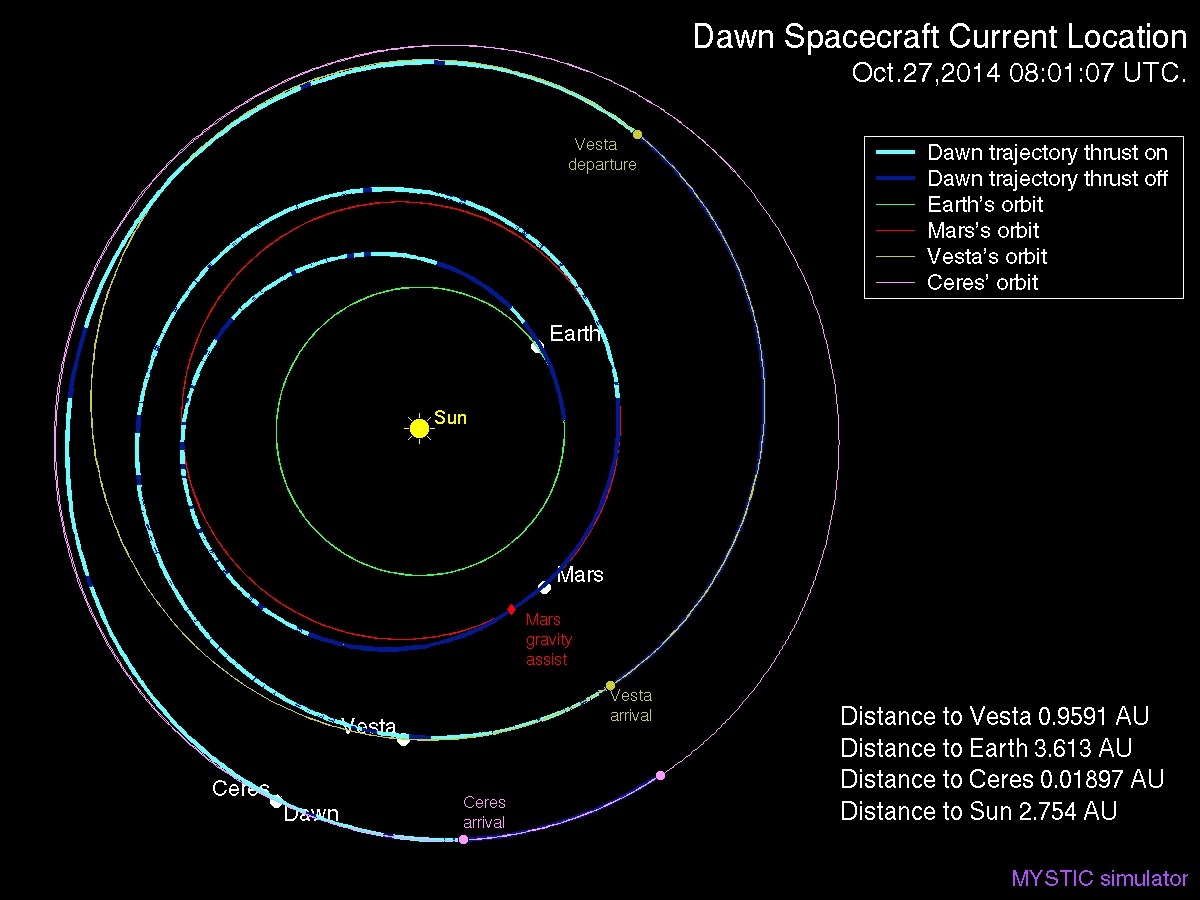 Dawn Spacecraft Current Location
Oct.27,2014 08:01:07 UTC.
Dawn trajectory thrust on
Dawn trajectory thrust off
Earth's orbit
Mars's orbit
Vesta's orbit
Ceres' orbit
Vesta
departure
Earth
Sun
Mars
Mars
gravity
assist
Vesta
arrival
Vesta
Ceres
Dawn
Ceres
arrival
Distance to Vesta 0.9591 AU
Distance to Earth 3.613 AU
Distance to Ceres 0.01897 AU
Distance to Sun 2.754 AU
MYSTIC simulator